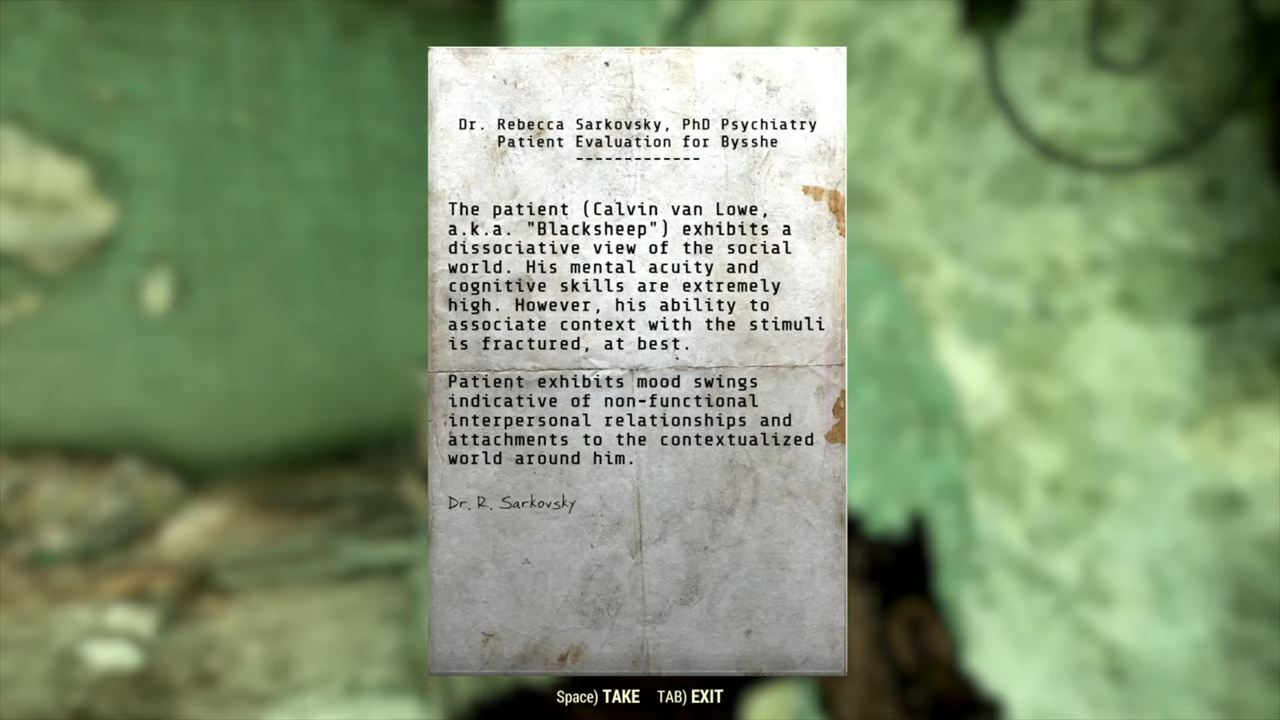 Dr. Rebecca Sarkovsky, PhD Psychiatry
Patient Evaluation for Bysshe
-------------
The patient (Calvin van Lowe,
a.k.a. "Blacksheep") exhibits a
dissociative view of the social
world. His mental acuity and
cognitive skills are extremely
high. However, his ability to
associate context with the stimuli
is fractured, at best.
Patient exhibits mood swings
indicative of non-functional
interpersonal relationships and
attachments to the contextualized
world around him.
Dr. R. Sarkovsky
Space) TAKE TAB) EXIT